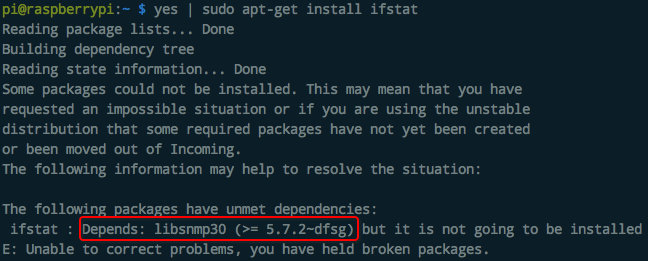 pi@raspberrypi:~ $ yes | sudo apt-get install ifstat
Reading package lists... Done
Building dependency tree
Reading state information... Done
Some packages could not be installed. This may mean that you have
requested an impossible situation or if you are using the unstable
distribution that some required packages have not yet been created
or been moved out of Incoming.
The following information may help to resolve the situation:

The following packages have unmet dependencies:
 ifstat : Depends: libsnmp30 (>= 5.7.2~dfsg) but it is not going to be installed
E: Unable to correct problems, you have held broken packages.